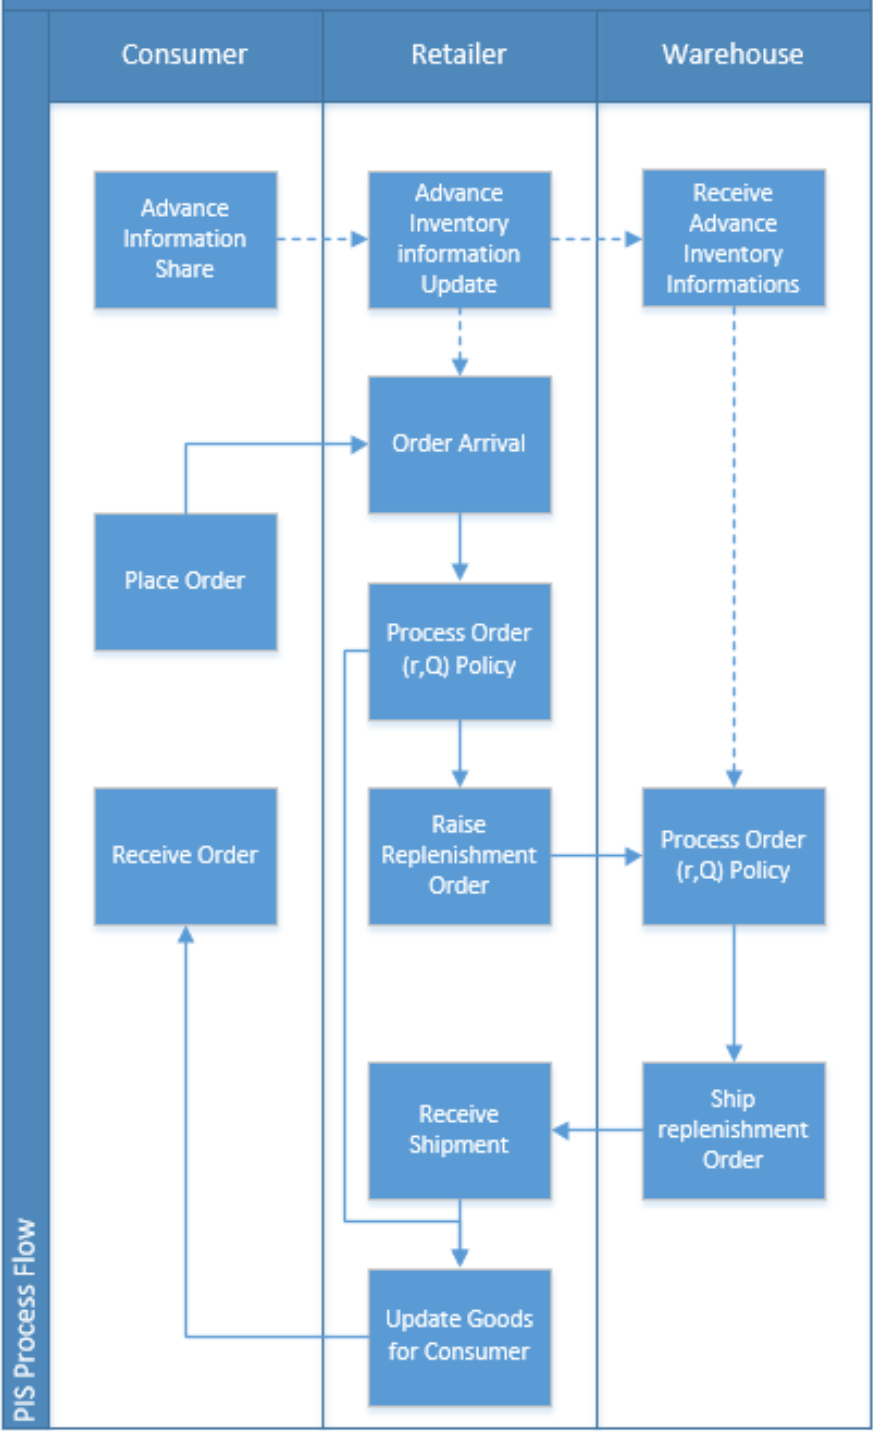 Consumer
Retailer
Warehouse
Advance
Information
Share
Advance
Inventory
information
Update
Receive
Advance
Inventory
Informations
Order Arrival
Place Order
Process Order
(r,Q) Policy
Receive Order
Raise
Replenishment
Order
Process Order
(r,Q) Policy
Receive
Shipment
Ship
replenishment
Order
Update Goods
for Consumer
PIS Process Flow